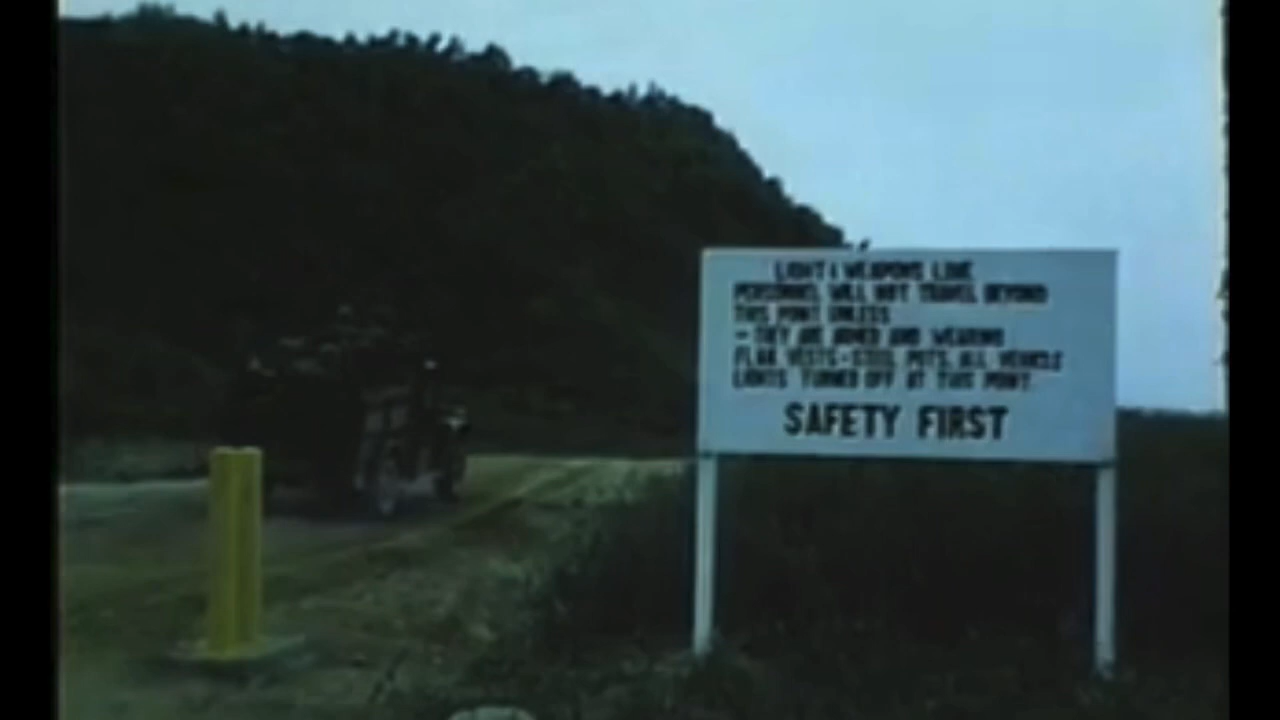 LIGHT & WEAPONS LINE
PERSONNEL WILL NOT TRAVEL BEYOND
THIS POINT UNLESS
- THEY ARE ARMED AND WEARING
FLAK VESTS-STEEL POTS. ALL VEHICLE
LIGHTS TURNED OFF AT THIS POINT.
SAFETY FIRST